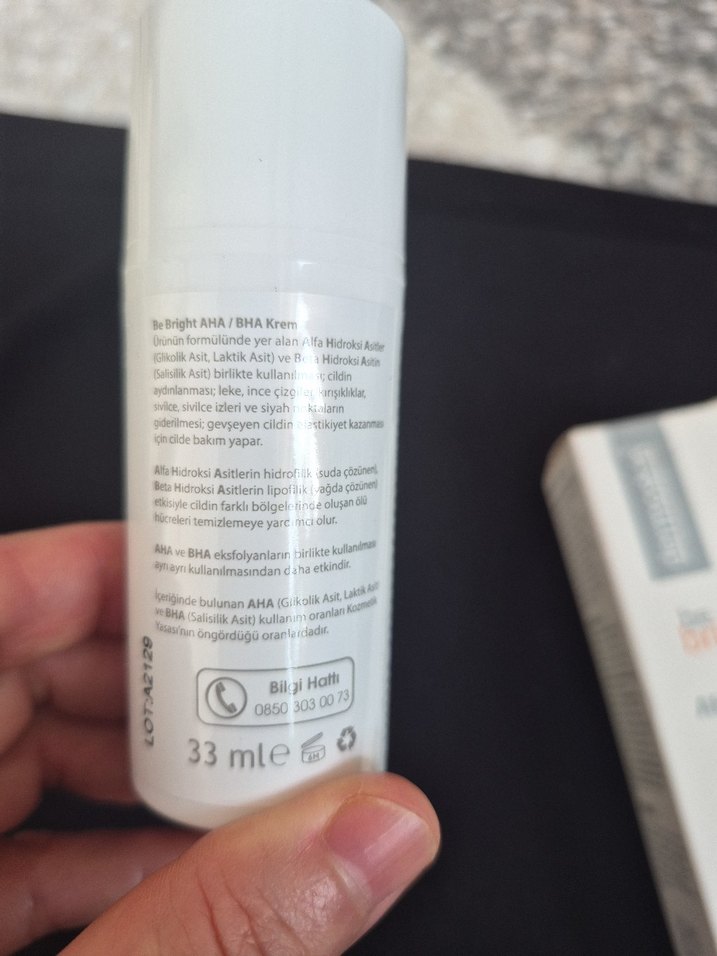 Be Bright AHA / BHA Krem
Ürünün formülünde yer alan Alfa Hidroksi Asitler
(Glikolik Asit, Laktik Asit) ve Beta Hidroksi Asitin
(Salisilik Asit) birlikte kullanılması; cildin
aydınlanması; leke, ince çizgiler, kırışıklıklar,
sivilce, sivilce izleri ve siyah noktaların
giderilmesi; gevşeyen cildin elastikiyet kazanması
için cilde bakım yapar.
Alfa Hidroksi Asitlerin hidrofilik (suda çözünen),
Beta Hidroksi Asitlerin lipofilik (yağda çözünen)
etkisiyle cildin farklı bölgelerinde oluşan ölü
hücreleri temizlemeye yardımcı olur.
AHA ve BHA eksfolyanların birlikte kullanılması
ayrı ayrı kullanılmasından daha etkindir.
İçeriğinde bulunan AHA (Glikolik Asit, Laktik Asit)
ve BHA (Salisilik Asit) kullanım oranları Kozmetik
Yasası'nın öngördüğü oranlardadır.
Bilgi Hattı
0850 303 00 73
33 ml e
6M
LOT:A2129